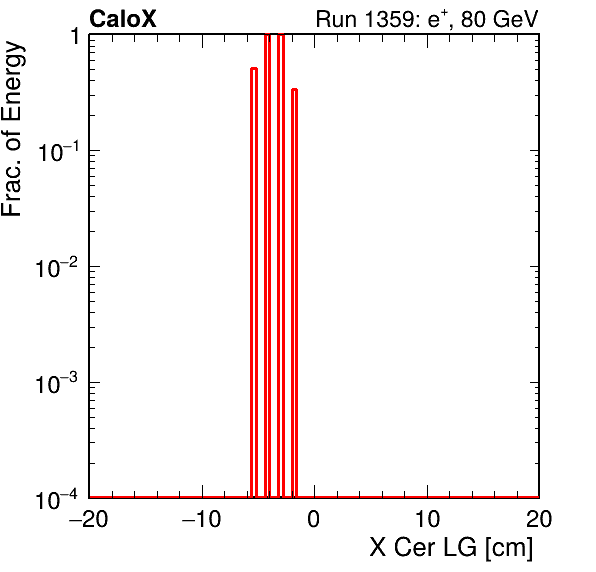 CaloX Run 1359: e⁺, 80 GeV
Frac. of Energy
1
10⁻¹
10⁻²
10⁻³
10⁻⁴
−20 −10 0 10 20
X Cer LG [cm]